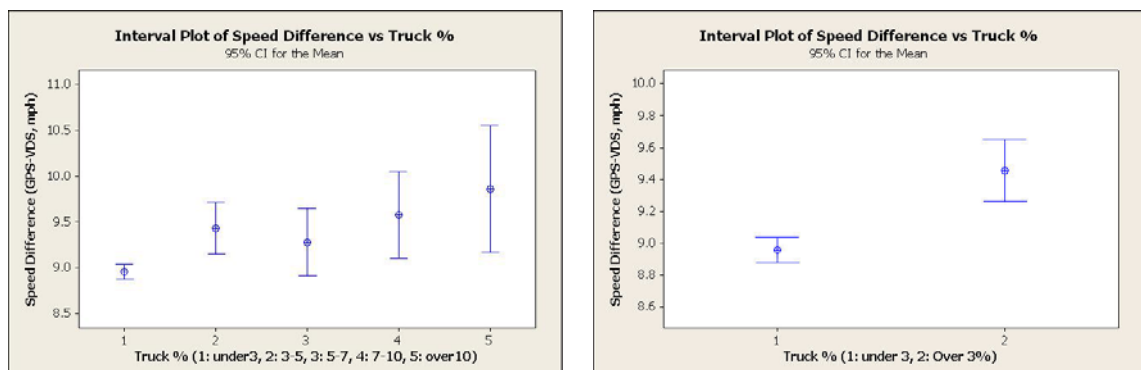 Interval Plot of Speed Difference vs Truck %
95% CI for the Mean
Speed Difference (GPS-VDS, mph)
11.0
10.5
10.0
9.5
9.0
8.5
1 2 3 4 5
Truck % (1: under3, 2: 3-5, 3: 5-7, 4: 7-10, 5: over10)
Interval Plot of Speed Difference vs Truck %
95% CI for the Mean
Speed Difference (GPS-VDS, mph)
10.0
9.8
9.6
9.4
9.2
9.0
8.8
8.6
1 2
Truck % (1: under 3, 2: Over 3%)